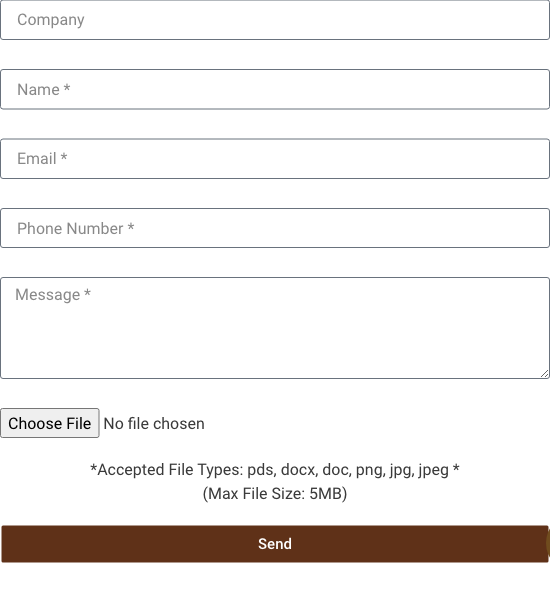 Company
Name *
Email *
Phone Number *
Message *
Choose File No file chosen
*Accepted File Types: pds, docx, doc, png, jpg, jpeg *
(Max File Size: 5MB)
Send